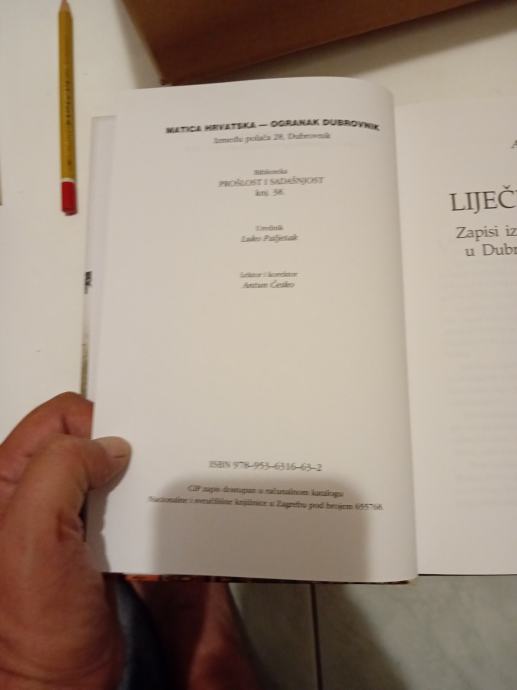 MATICA HRVATSKA — OGRANAK DUBROVNIK
Između polača 28, Dubrovnik
Biblioteka
PROŠLOST I SADAŠNJOST
knj. 38.
Urednik
Luko Paljetak
Lektor i korektor
Antun Česko
ISBN 978–953–6316–63–2
CIP zapis dostupan u računalnom katalogu
Nacionalne i sveučilišne knjižnice u Zagrebu pod brojem 655768.
A
LIJEČ
Zapisi iz
u Dubr